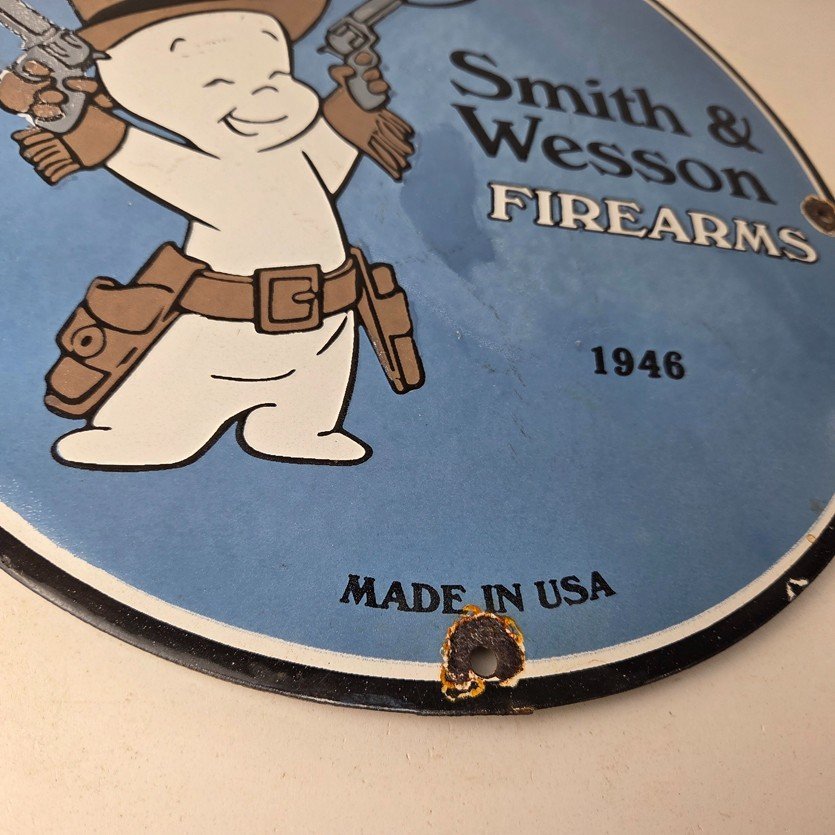 Smith &
Wesson
FIREARMS
1946
MADE IN USA